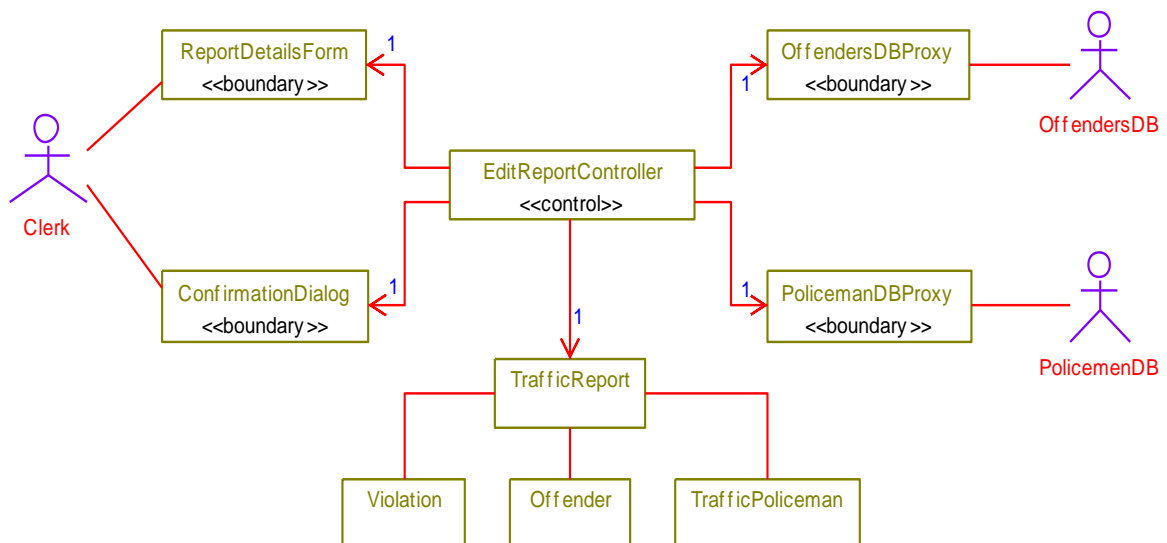 ReportDetailsForm
<<boundary>>
1
OffendersDBProxy
<<boundary>>
1
OffendersDB
EditReportController
<<control>>
Clerk
ConfirmationDialog
<<boundary>>
1
PolicemanDBProxy
<<boundary>>
1
PolicemenDB
1
TrafficReport
Violation
Offender
TrafficPoliceman